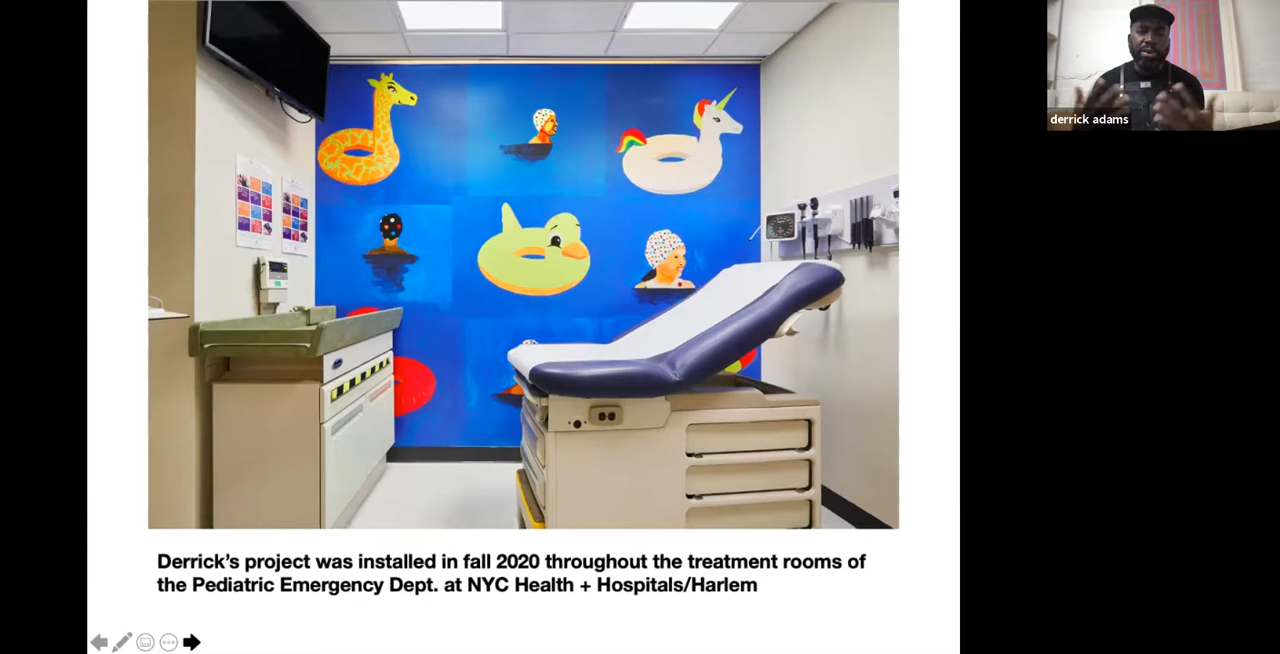 derrick adams
Derrick’s project was installed in fall 2020 throughout the treatment rooms of
the Pediatric Emergency Dept. at NYC Health + Hospitals/Harlem